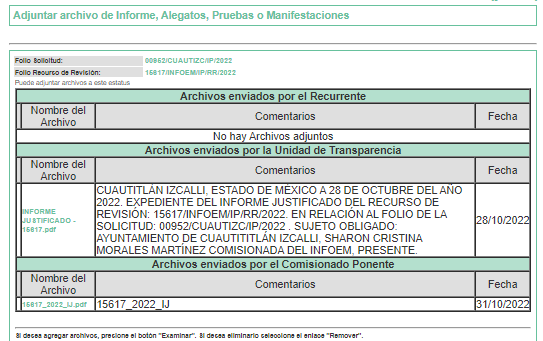 Adjuntar archivo de Informe, Alegatos, Pruebas o Manifestaciones
Folio Solicitud: 00952/CUAUTIZC/IP/2022
Folio Recurso de Revisión: 15617/INFOEM/IP/RR/2022
Puede adjuntar archivos a este estatus
Archivos enviados por el Recurrente
Nombre del Archivo Comentarios Fecha
No hay Archivos adjuntos
Archivos enviados por la Unidad de Transparencia
Nombre del Archivo Comentarios Fecha
INFORME
JUSTIFICADO -
15617.pdf
CUAUTITLÁN IZCALLI, ESTADO DE MÉXICO A 28 DE OCTUBRE DEL AÑO
2022. EXPEDIENTE DEL INFORME JUSTIFICADO DEL RECURSO DE
REVISIÓN: 15617/INFOEM/IP/RR/2022. EN RELACIÓN AL FOLIO DE LA
SOLICITUD: 00952/CUAUTIZC/IP/2022 . SUJETO OBLIGADO:
AYUNTAMIENTO DE CUAUTITITLÁN IZCALLI, SHARON CRISTINA
MORALES MARTÍNEZ COMISIONADA DEL INFOEM, PRESENTE.
28/10/2022
Archivos enviados por el Comisionado Ponente
Nombre del Archivo Comentarios Fecha
15617_2022_IJ.pdf 15617_2022_IJ 31/10/2022
Si desea agregar archivos, presione el botón "Examinar". Si desea eliminarlo seleccione el enlace "Remover".